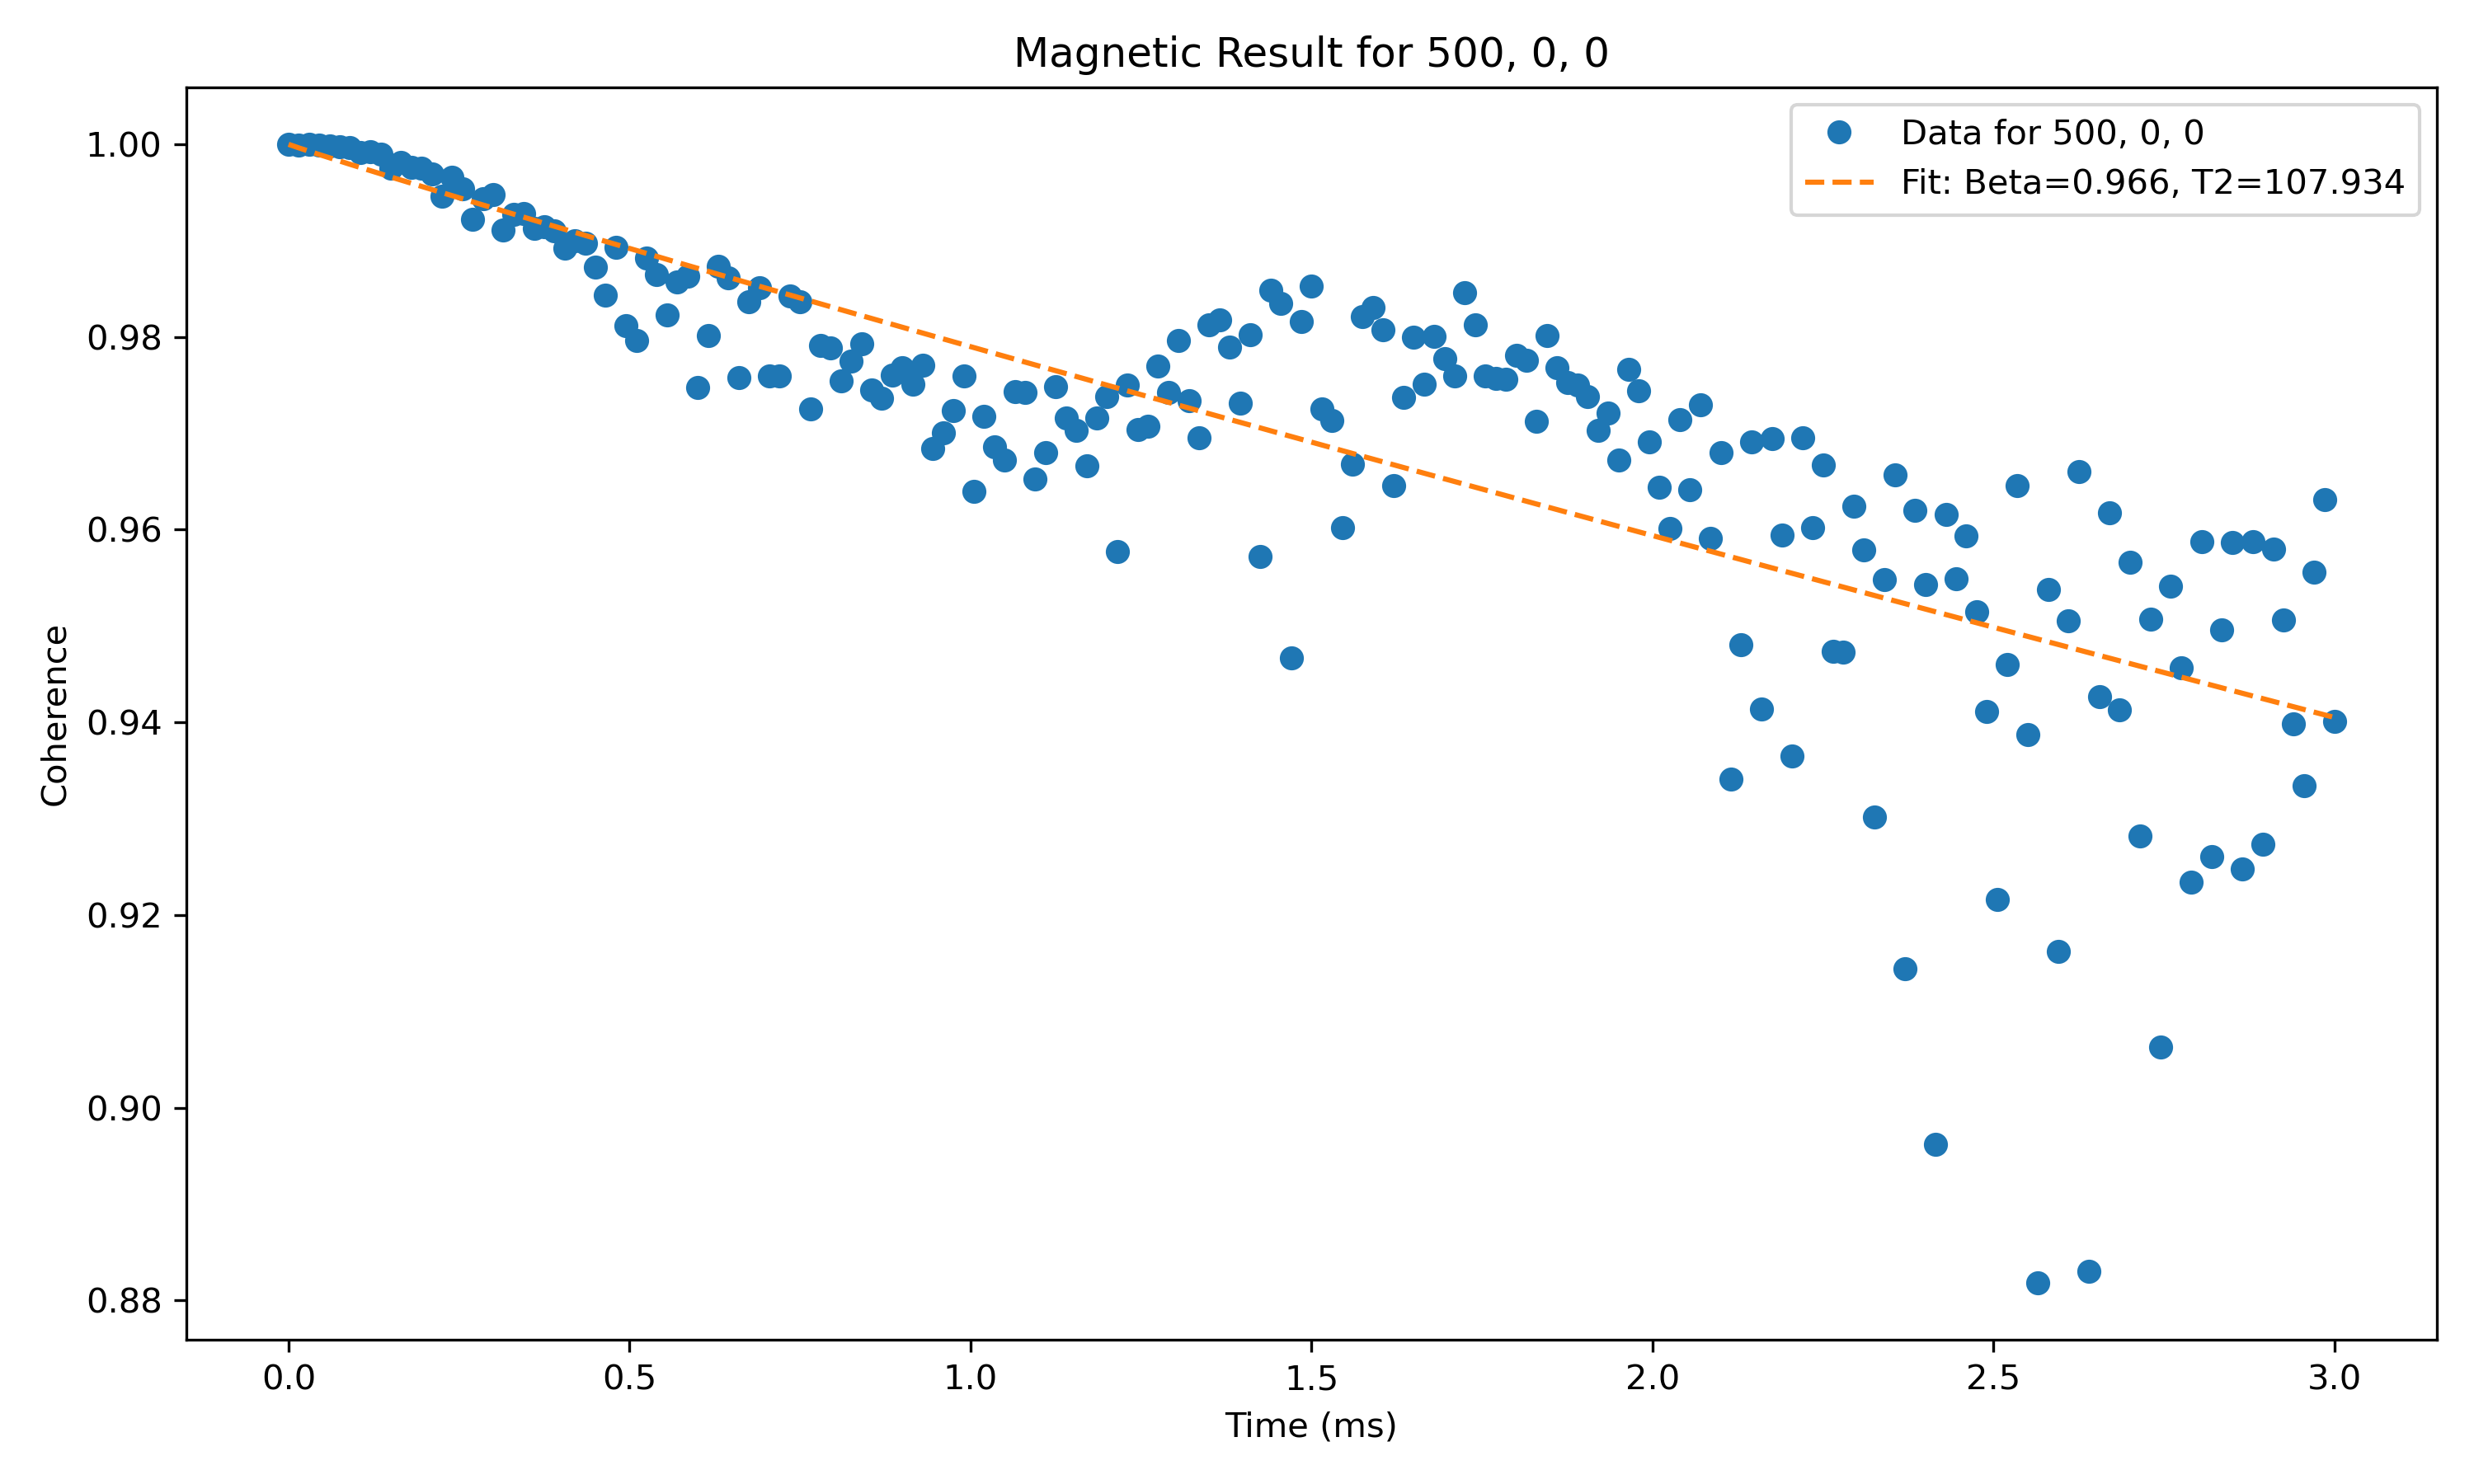 Magnetic Result for 500, 0, 0
Data for 500, 0, 0
Fit: Beta=0.966, T2=107.934
Coherence
1.00
0.98
0.96
0.94
0.92
0.90
0.88
0.0 0.5 1.0 1.5 2.0 2.5 3.0
Time (ms)